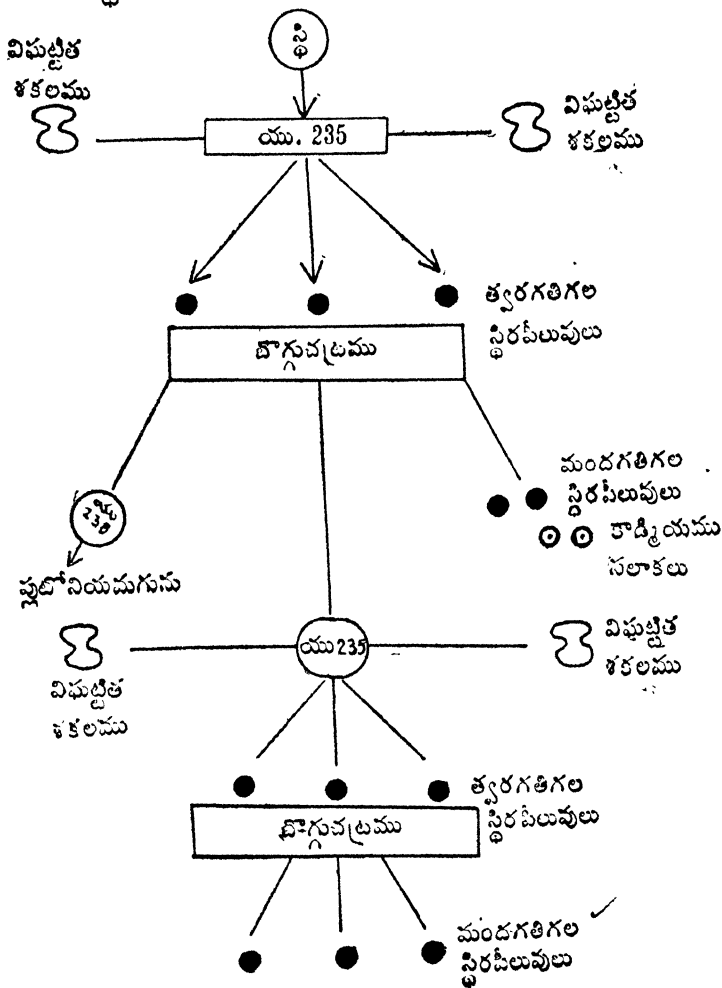 స్థి
విఘట్టిత
శకలము
యు. 235
విఘట్టిత
శకలము
త్వరగతిగల
స్థిరపీలువులు
బొగ్గుచట్రము
మందగతిగల
స్థిరపీలువులు
కాడ్మియము
సలాకలు
యు
238
ప్లుటోనియమగును
విఘట్టిత
శకలము
యు235
విఘట్టిత
శకలము
త్వరగతిగల
స్థిరపీలువులు
బొగ్గుచట్రము
మందగతిగల
స్థిరపీలువులు